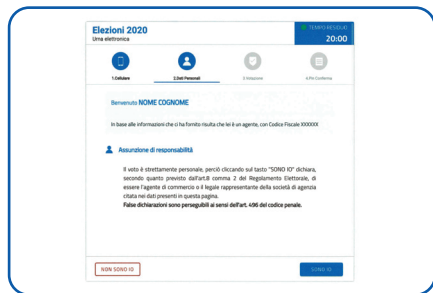 Elezioni 2020
Urna elettronica
TEMPO RESIDUO
20:00
1.Cellulare
2.Dati Personali
3.Votazione
4.Pin Conferma
Benvenuto NOME COGNOME
In base alle informazioni che ci ha fornito risulta che lei è un agente, con Codice Fiscale XXXXXX
Assunzione di responsabilità
Il voto è strettamente personale, perciò cliccando sul tasto "SONO IO" dichiara,
secondo quanto previsto dall'art.8 comma 2 del Regolamento Elettorale, di
essere l'agente di commercio o il legale rappresentante della società di agenzia
citata nei dati presenti in questa pagina.
False dichiarazioni sono perseguibili ai sensi dell'art. 496 del codice penale.
NON SONO IO
SONO IO